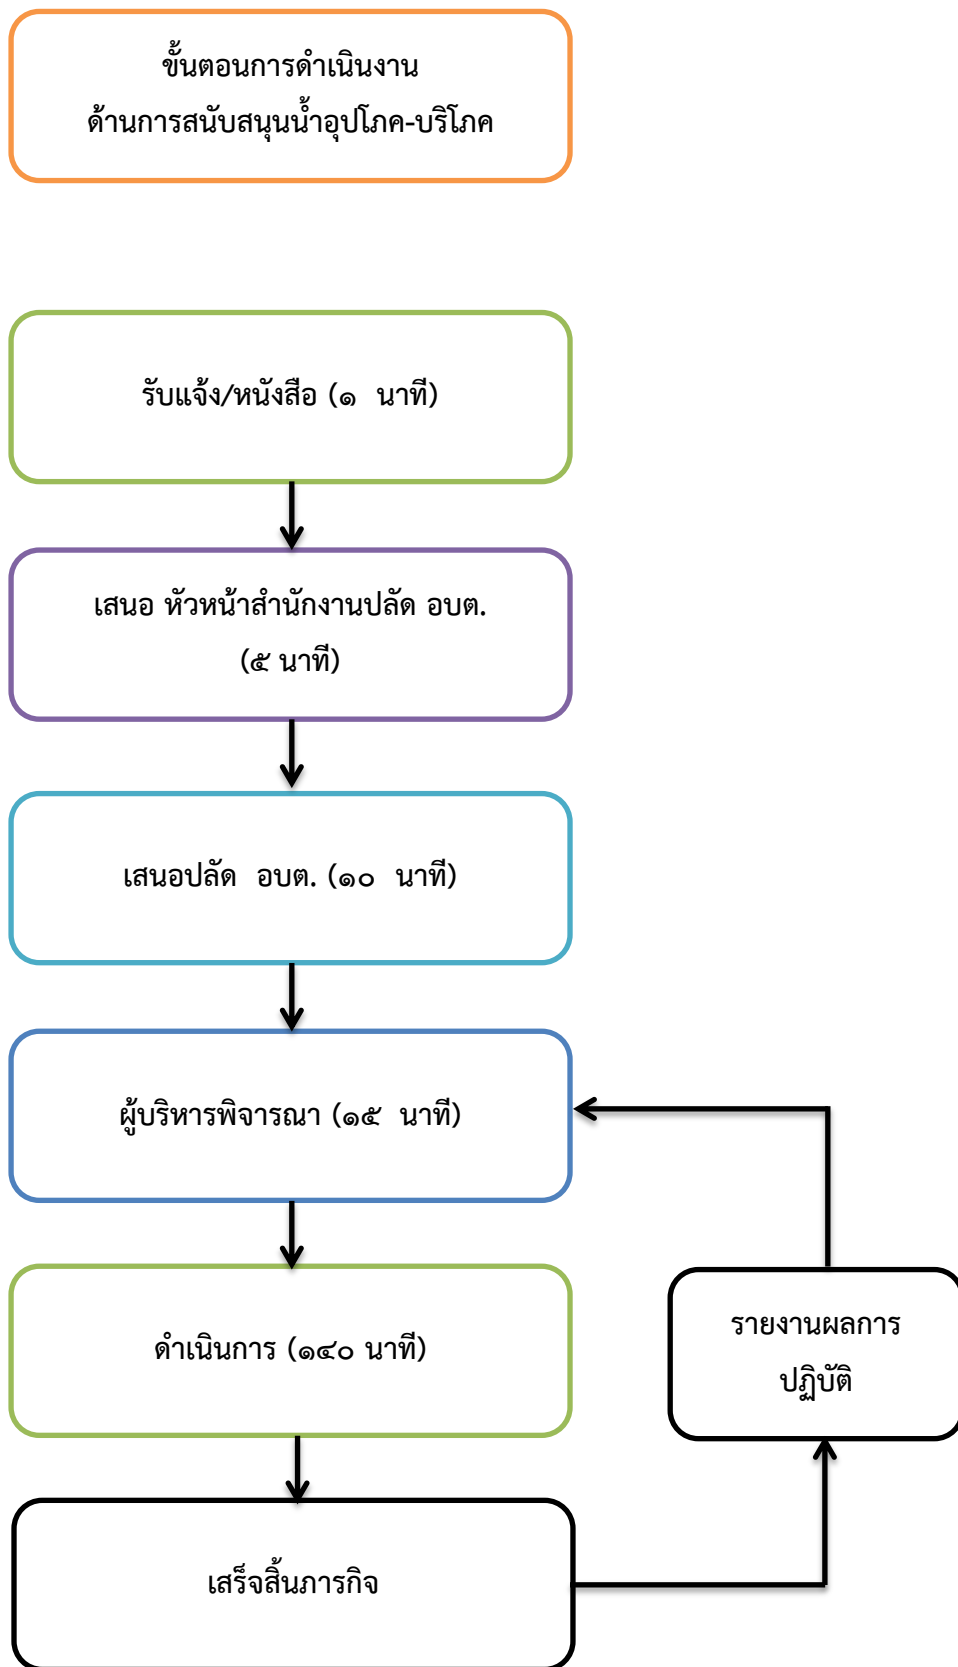 ขั้นตอนการดำเนินงาน
ด้านการสนับสนุนน้ำอุปโภค-บริโภค
รับแจ้ง/หนังสือ (๑ นาที)
เสนอ หัวหน้าสำนักงานปลัด อบต.
(๕ นาที)
เสนอปลัด อบต. (๑๐ นาที)
ผู้บริหารพิจารณา (๑๕ นาที)
ดำเนินการ (๑๔๐ นาที)
รายงานผลการ
ปฏิบัติ
เสร็จสิ้นภารกิจ